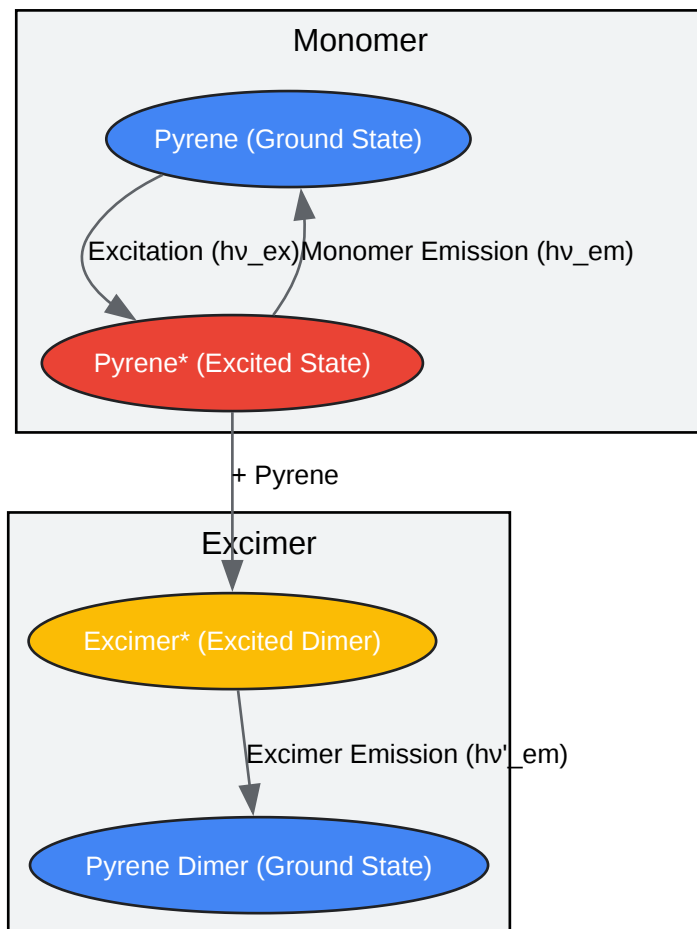 Monomer
Pyrene (Ground State)
Excitation (hν_ex)
Monomer Emission (hν_em)
Pyrene* (Excited State)
+ Pyrene
Excimer
Excimer* (Excited Dimer)
Excimer Emission (hν'_em)
Pyrene Dimer (Ground State)